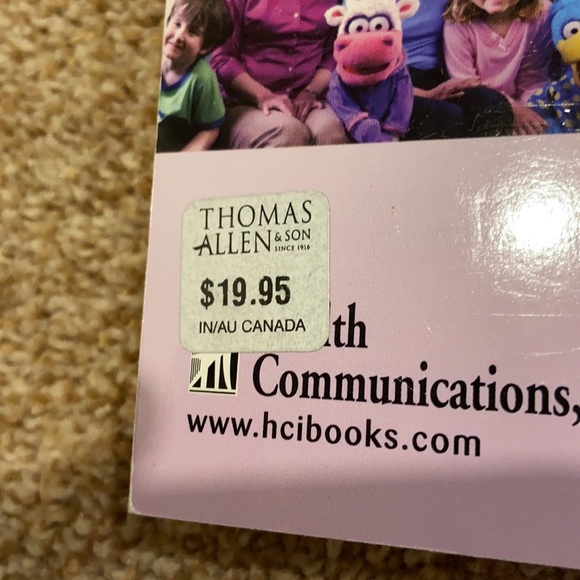 THOMAS
ALLEN & SON
SINCE 1916
$19.95
IN/AU CANADA
lth
Communications,
www.hcibooks.com